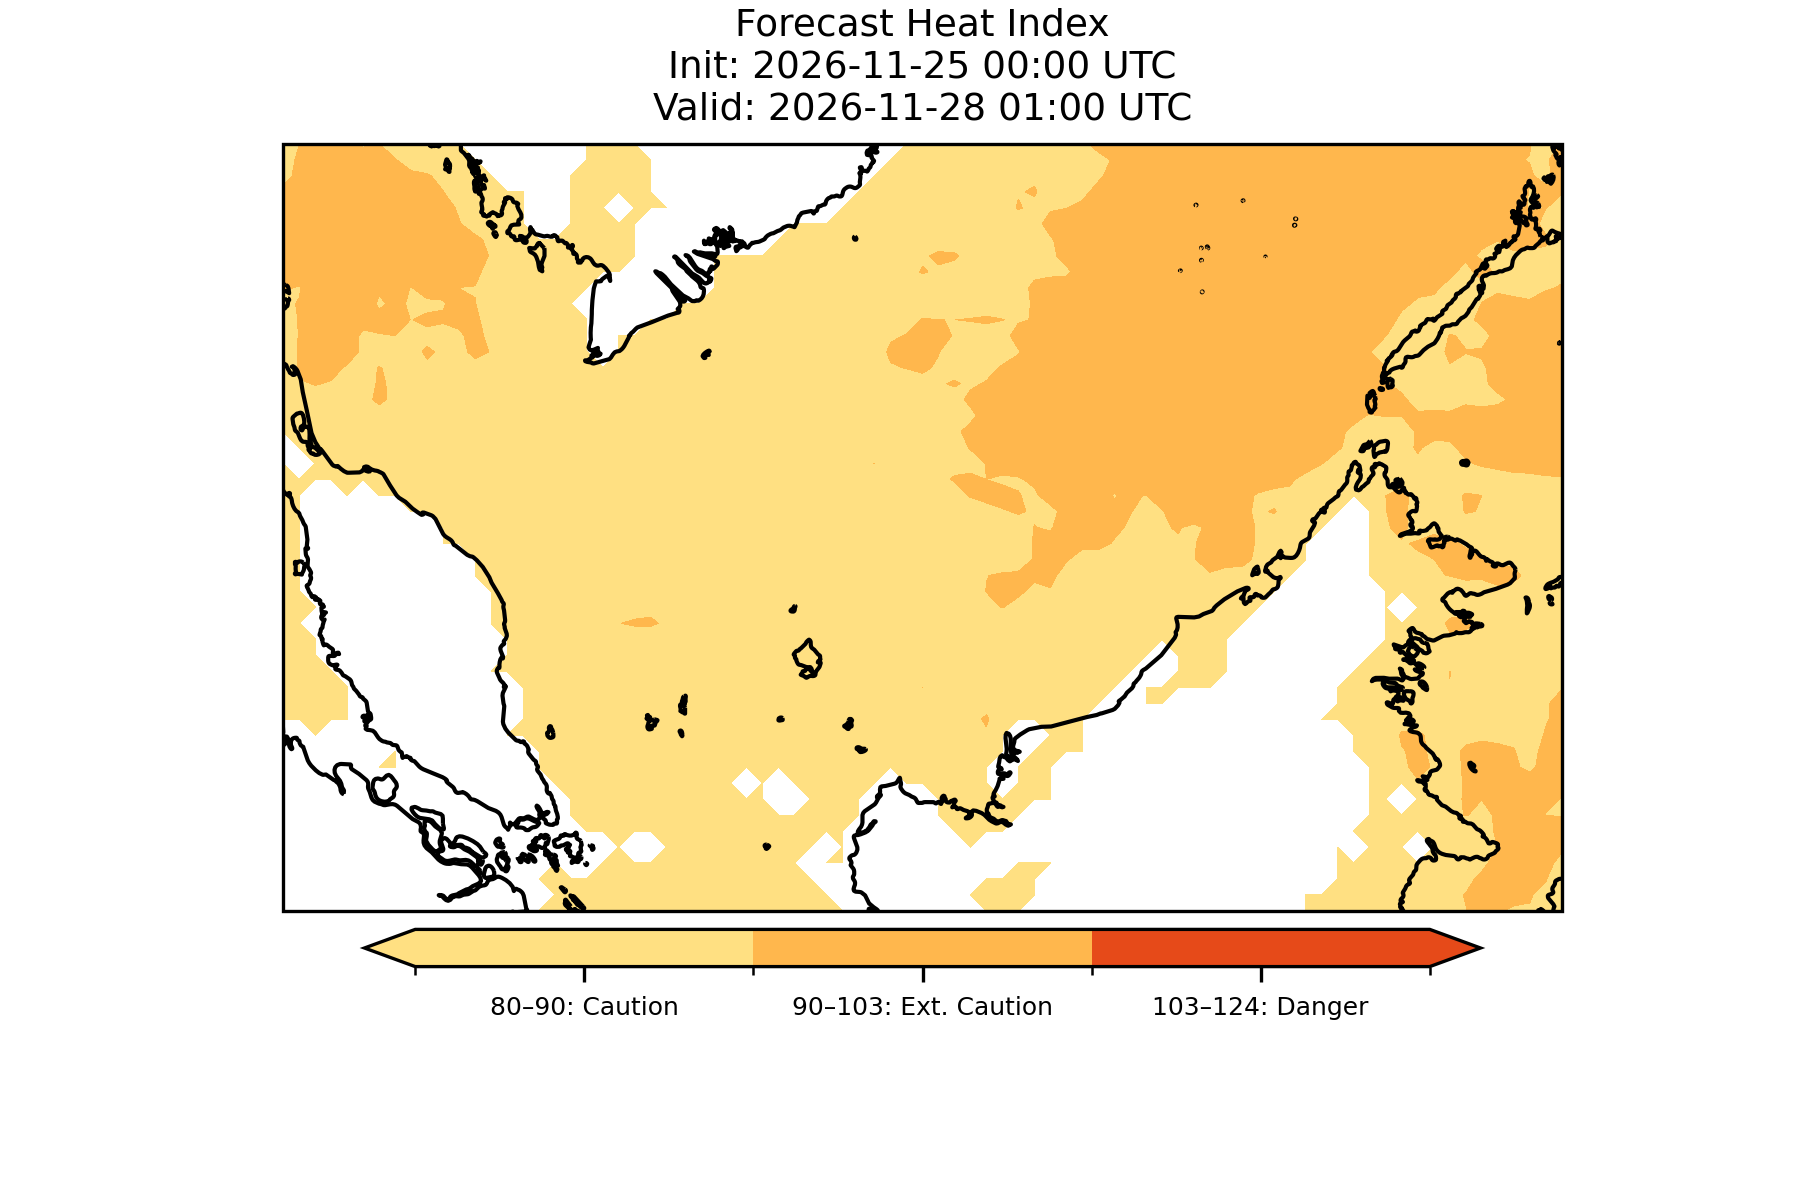 Forecast Heat Index
Init: 2026-11-25 00:00 UTC
Valid: 2026-11-28 01:00 UTC
80–90: Caution
90–103: Ext. Caution
103–124: Danger